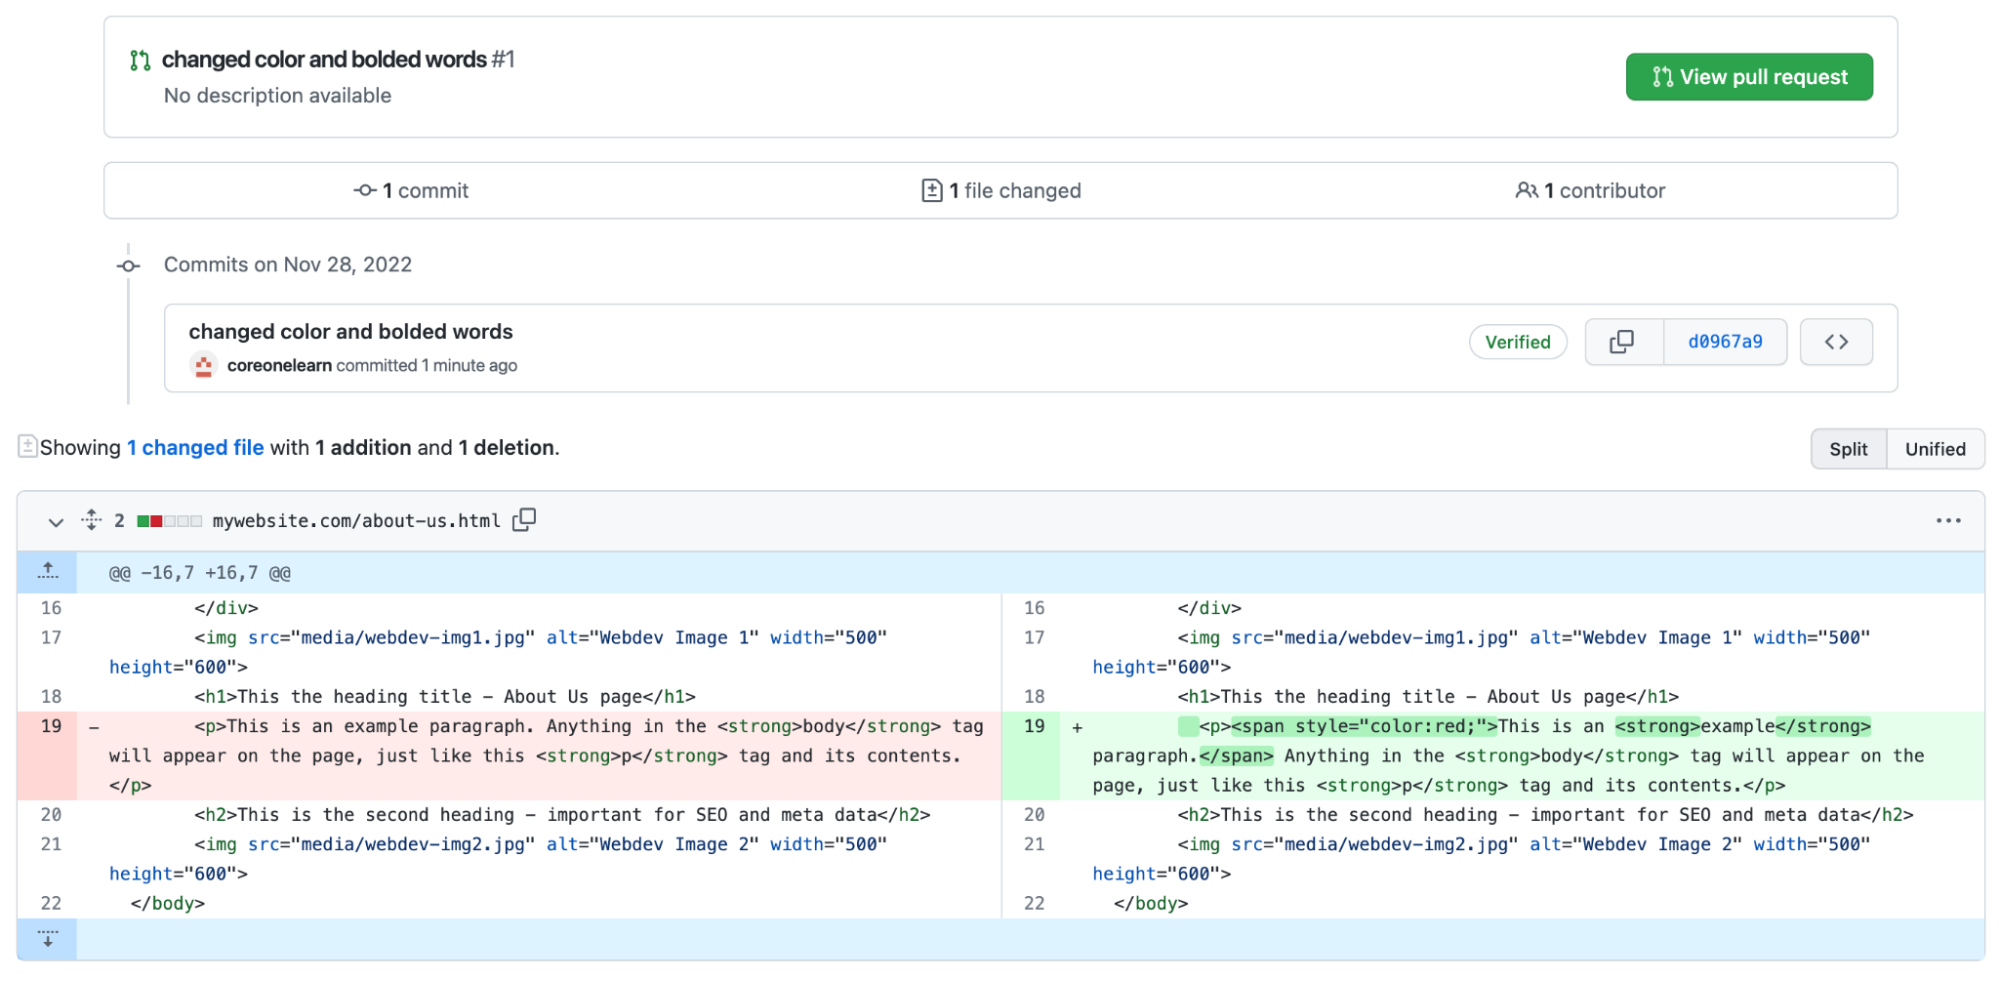 changed color and bolded words #1
No description available
View pull request
1 commit
1 file changed
1 contributor
Commits on Nov 28, 2022
changed color and bolded words
coreonelearn committed 1 minute ago
Verified
d0967a9
Showing 1 changed file with 1 addition and 1 deletion.
Split
Unified
2 mywebsite.com/about-us.html
@@ -16,7 +16,7 @@
16 </div>
17 <img src="media/webdev-img1.jpg" alt="Webdev Image 1" width="500"
height="600">
18 <h1>This the heading title - About Us page</h1>
19 - <p>This is an example paragraph. Anything in the <strong>body</strong> tag
will appear on the page, just like this <strong>p</strong> tag and its contents.
</p>
20 <h2>This is the second heading - important for SEO and meta data</h2>
21 <img src="media/webdev-img2.jpg" alt="Webdev Image 2" width="500"
height="600">
22 </body>
16 </div>
17 <img src="media/webdev-img1.jpg" alt="Webdev Image 1" width="500"
height="600">
18 <h1>This the heading title - About Us page</h1>
19 + <p><span style="color:red;">This is an <strong>example</strong>
paragraph.</span> Anything in the <strong>body</strong> tag will appear on the
page, just like this <strong>p</strong> tag and its contents.</p>
20 <h2>This is the second heading - important for SEO and meta data</h2>
21 <img src="media/webdev-img2.jpg" alt="Webdev Image 2" width="500"
height="600">
22 </body>